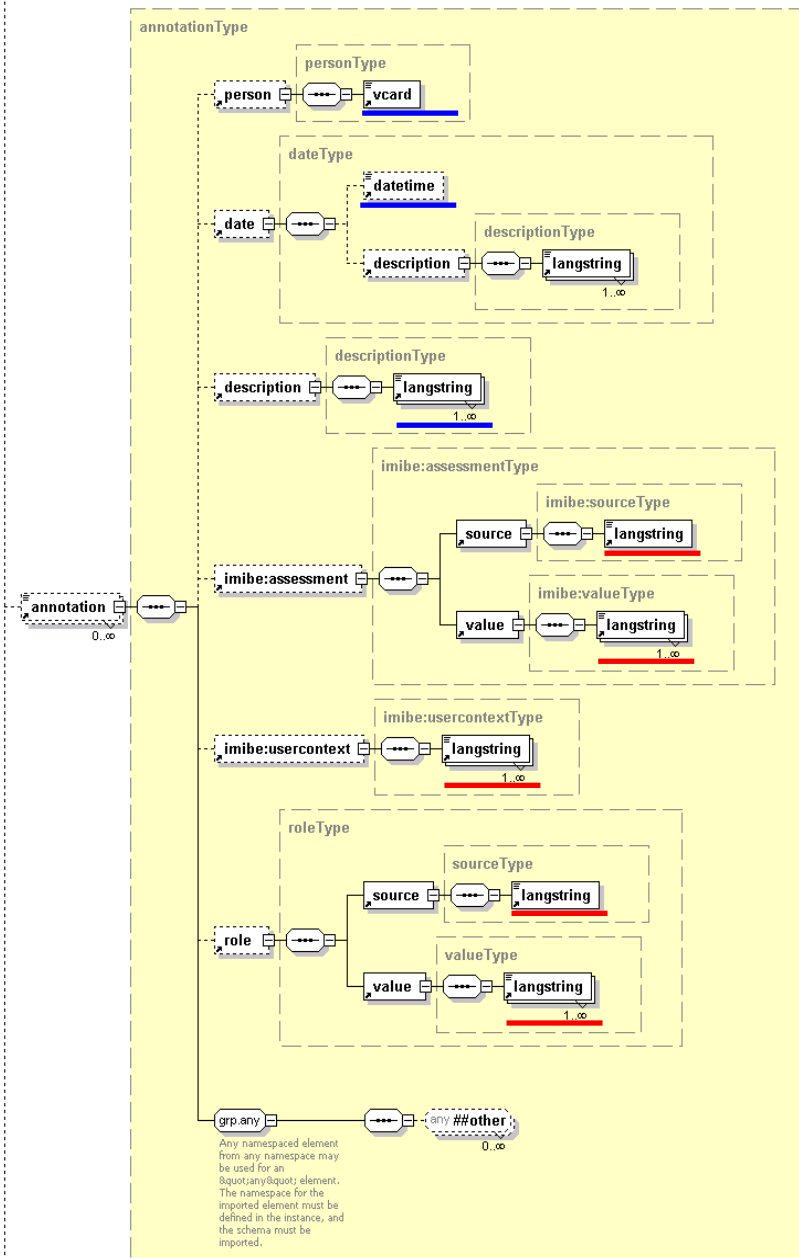 annotationType
personType
person
vcard
dateType
datetime
date
descriptionType
description
langstring
1..∞
descriptionType
description
langstring
1..∞
imibe:assessmentType
imibe:sourceType
source
langstring
imibe:assessment
imibe:valueType
value
langstring
1..∞
annotation
0..∞
imibe:usercontextType
imibe:usercontext
langstring
1..∞
roleType
sourceType
source
langstring
role
valueType
value
langstring
1..∞
grp.any
any ##other
0..∞
Any namespaced element
from any namespace may
be used for an
&quot;any&quot; element.
The namespace for the
imported element must be
defined in the instance, and
the schema must be
imported.